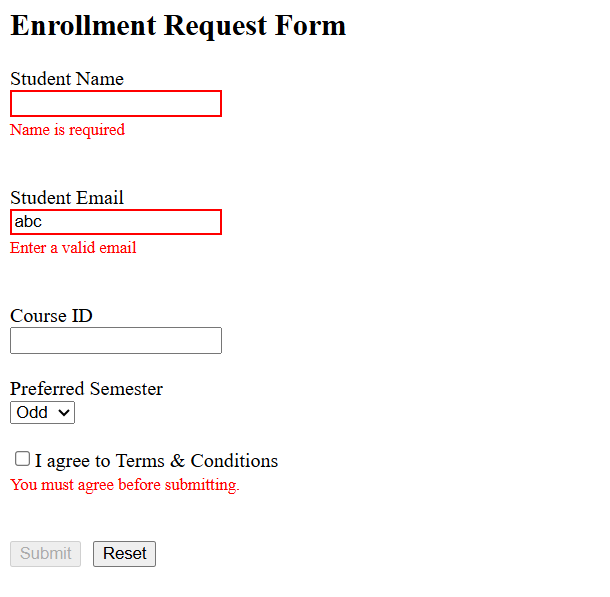 Enrollment Request Form
Student Name
Name is required
Student Email
abc
Enter a valid email
Course ID
Preferred Semester
Odd
I agree to Terms & Conditions
You must agree before submitting.
Submit Reset